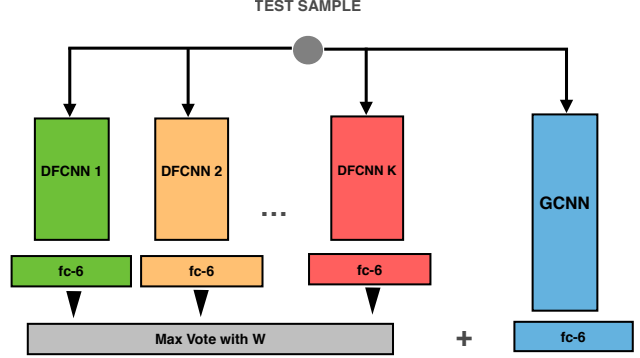 TEST SAMPLE
DFCNN 1
DFCNN 2
...
DFCNN K
GCNN
fc-6
fc-6
fc-6
Max Vote with W
+
fc-6